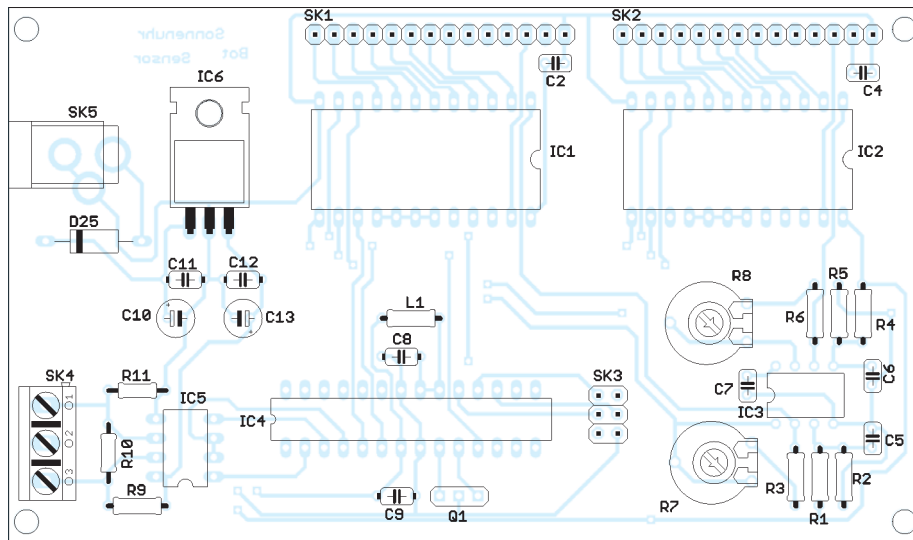 SK1
SK2
Sonnenuhr
Bot
Sensor
IC6
C2
C4
SK5
IC1
IC2
D25
C11
C12
R8
R5
C10
C13
L1
R6
R4
C8
SK4
R11
SK3
C7
C6
1
IC5
IC4
IC3
2
R10
C5
3
R9
C9
Q1
R7
R3
R2
R1